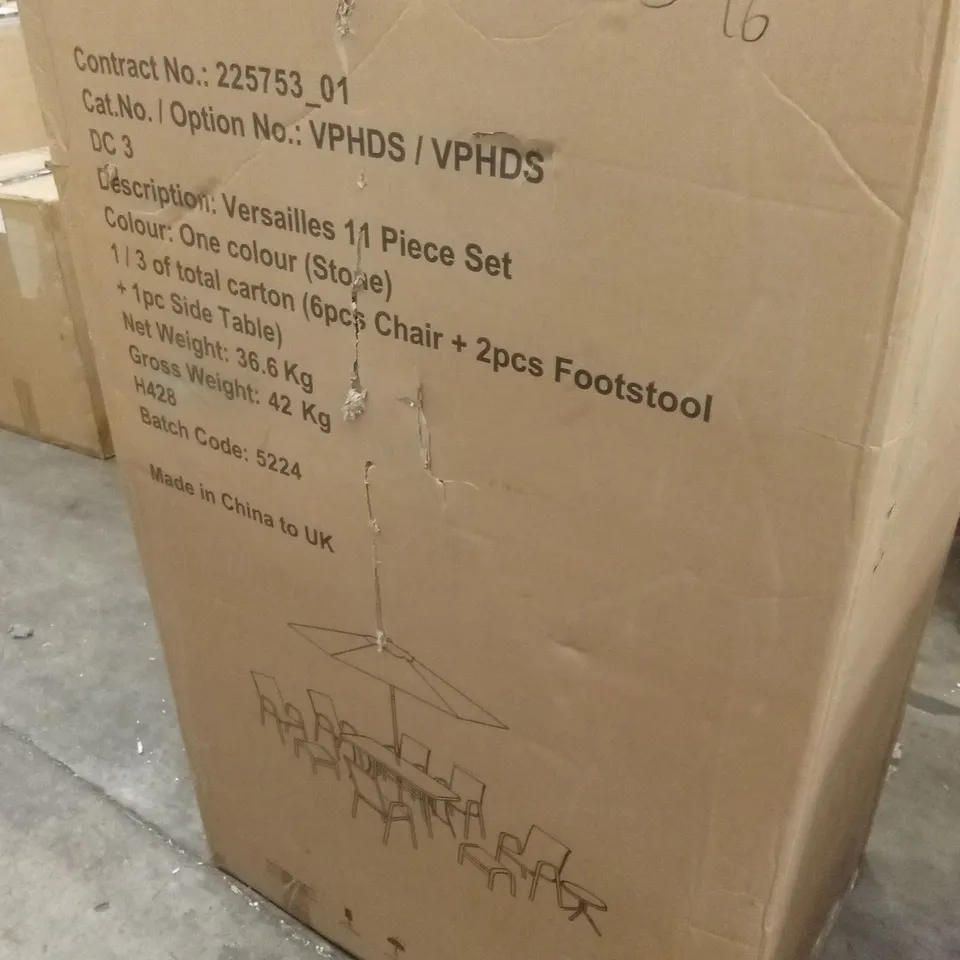 16
Contract No.: 225753_01
Cat.No. / Option No.: VPHDS / VPHDS
DC 3
Description: Versailles 11 Piece Set
Colour: One colour (Stone)
1 / 3 of total carton (6pcs Chair + 2pcs Footstool
+ 1pc Side Table)
Net Weight: 36.6 Kg
Gross Weight: 42 Kg
H428
Batch Code: 5224
Made in China to UK